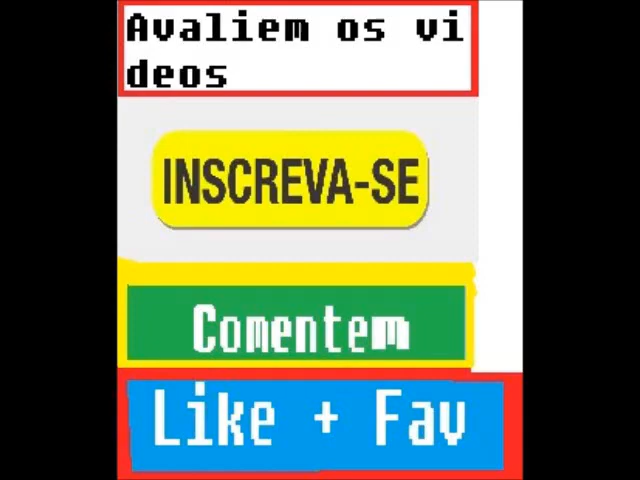 Avaliem os vi
deos
INSCREVA-SE
Comentem
Like + Fav